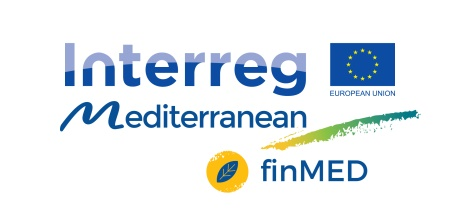 Interreg
EUROPEAN UNION
Mediterranean
finMED